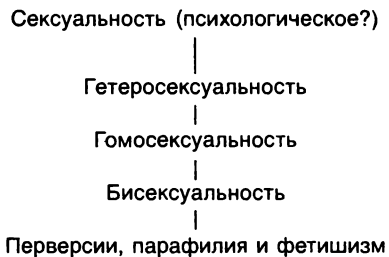 Сексуальность (психологическое?)
Гетеросексуальность
Гомосексуальность
Бисексуальность
Перверсии, парафилия и фетишизм